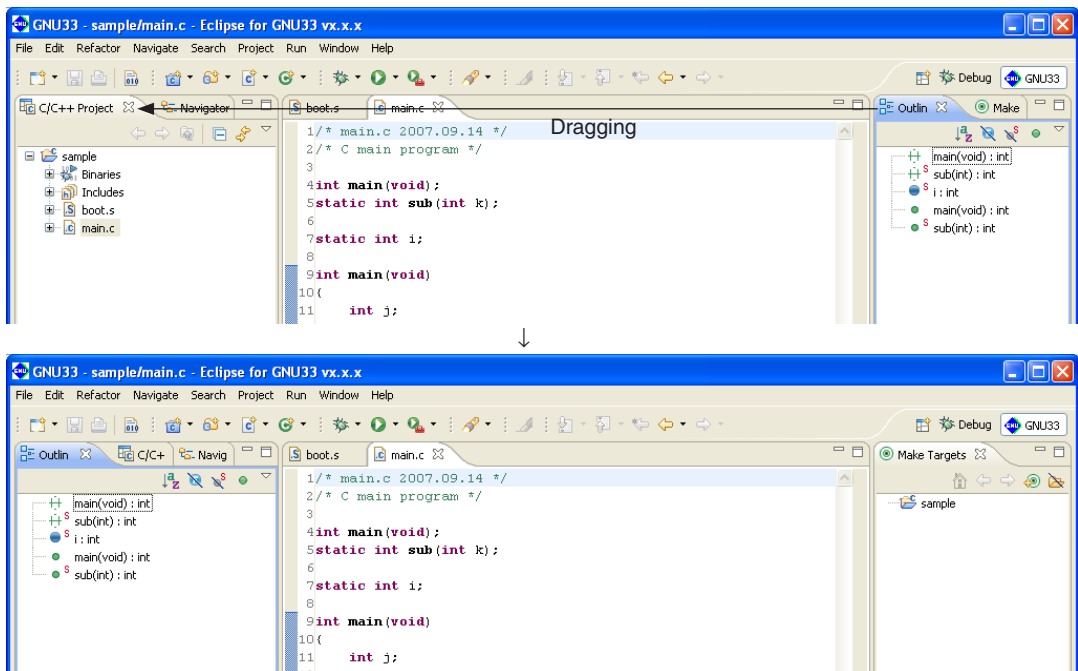 GNU33 - sample/main.c - Eclipse for GNU33 vx.x.x
File Edit Refactor Navigate Search Project Run Window Help
Debug GNU33
C/C++ Project Navigator boot.s main.c Outlin Make
Dragging
1/* main.c 2007.09.14 */
2/* C main program */
3
4int main(void);
5static int sub(int k);
6
7static int i;
8
9int main(void)
10{
11 int j;
sample
Binaries
Includes
boot.s
main.c
main(void) : int
sub(int) : int
i : int
main(void) : int
sub(int) : int
↓
GNU33 - sample/main.c - Eclipse for GNU33 vx.x.x
File Edit Refactor Navigate Search Project Run Window Help
Debug GNU33
Outlin C/C+ Navig boot.s main.c Make Targets
main(void) : int
sub(int) : int
i : int
main(void) : int
sub(int) : int
1/* main.c 2007.09.14 */
2/* C main program */
3
4int main(void);
5static int sub(int k);
6
7static int i;
8
9int main(void)
10{
11 int j;
sample